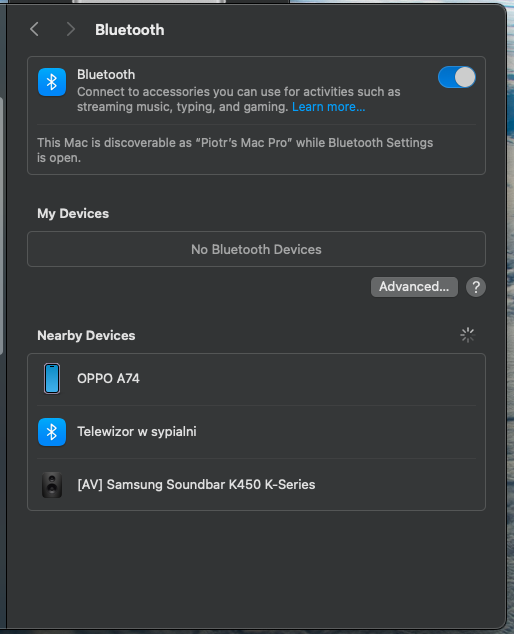 Bluetooth
Bluetooth
Connect to accessories you can use for activities such as
streaming music, typing, and gaming. Learn more...
This Mac is discoverable as “Piotr’s Mac Pro” while Bluetooth Settings
is open.
My Devices
No Bluetooth Devices
Advanced...
?
Nearby Devices
OPPO A74
Telewizor w sypialni
[AV] Samsung Soundbar K450 K-Series